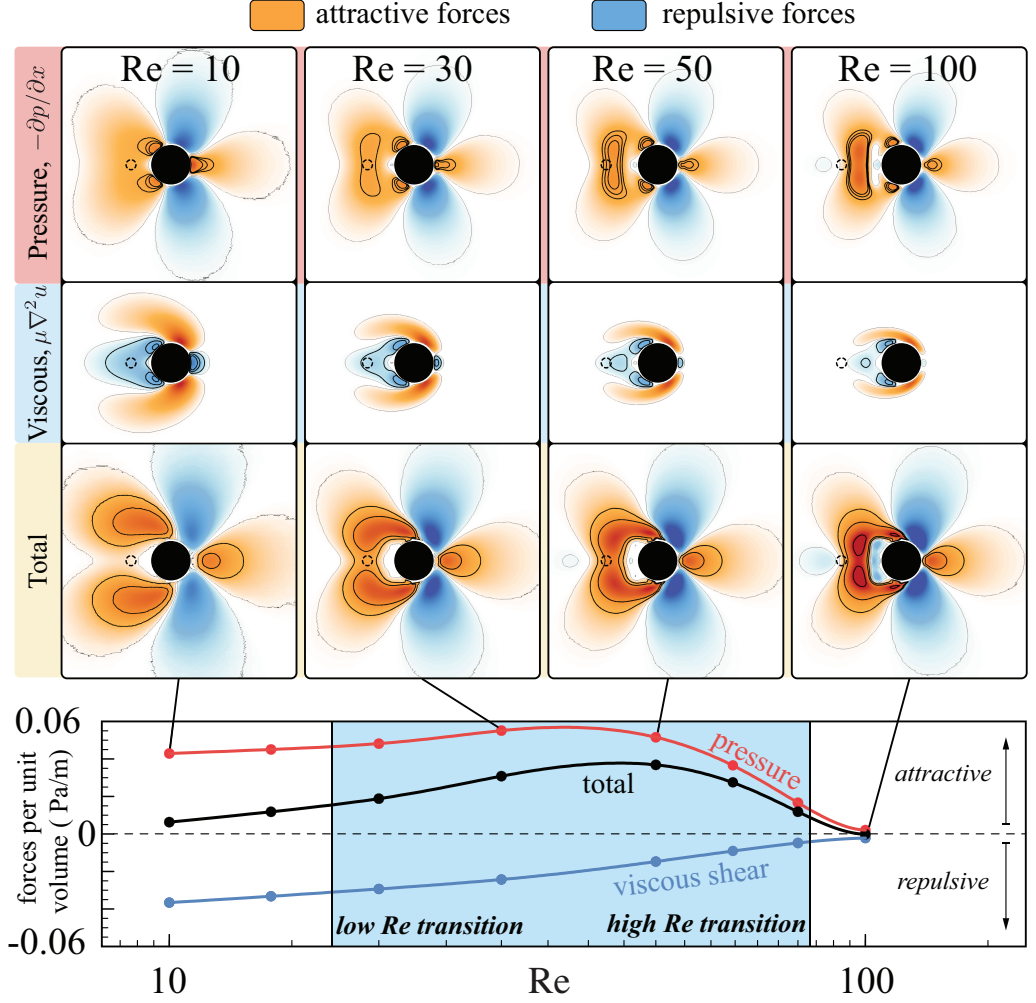 attractive forces
repulsive forces
Re = 10
Re = 30
Re = 50
Re = 100
Pressure, −∂p/∂x
Viscous, μ∇²u
Total
0.06
0
-0.06
forces per unit
volume ( Pa/m)
pressure
total
viscous shear
attractive
repulsive
low Re transition
high Re transition
10
Re
100